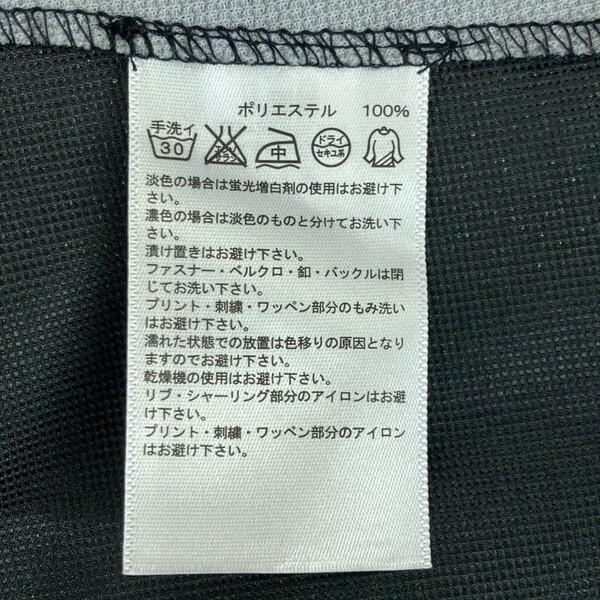 ポリエステル 100%
手洗イ
30
エンソ
サラシ
中
ドライ
セキユ系
淡色の場合は蛍光増白剤の使用はお避け下
さい。
濃色の場合は淡色のものと分けてお洗い下
さい。
漬け置きはお避け下さい。
ファスナー・ベルクロ・釦・バックルは閉
じてお洗い下さい。
プリント・刺繍・ワッペン部分のもみ洗い
はお避け下さい。
濡れた状態での放置は色移りの原因となり
ますのでお避け下さい。
乾燥機の使用はお避け下さい。
リブ・シャーリング部分のアイロンはお避
け下さい。
プリント・刺繍・ワッペン部分のアイロン
はお避け下さい。